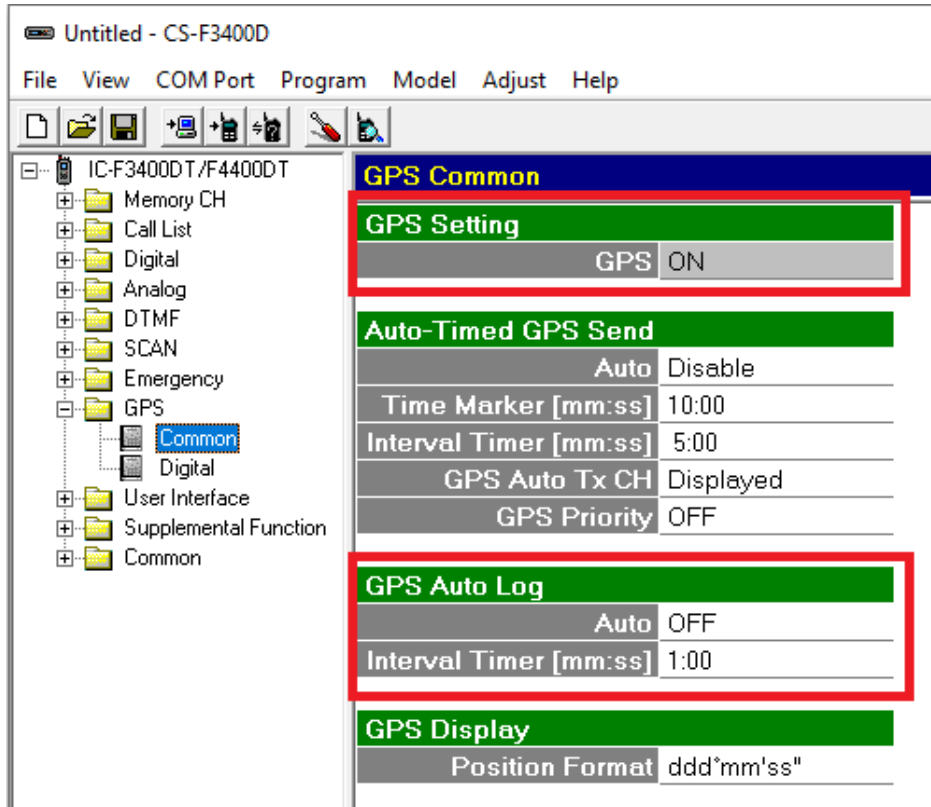 Untitled - CS-F3400D
File View COM Port Program Model Adjust Help
IC-F3400DT/F4400DT
Memory CH
Call List
Digital
Analog
DTMF
SCAN
Emergency
GPS
Common
Digital
User Interface
Supplemental Function
Common
GPS Common
GPS Setting
GPS ON
Auto-Timed GPS Send
Auto Disable
Time Marker [mm:ss] 10:00
Interval Timer [mm:ss] 5:00
GPS Auto Tx CH Displayed
GPS Priority OFF
GPS Auto Log
Auto OFF
Interval Timer [mm:ss] 1:00
GPS Display
Position Format ddd°mm'ss"